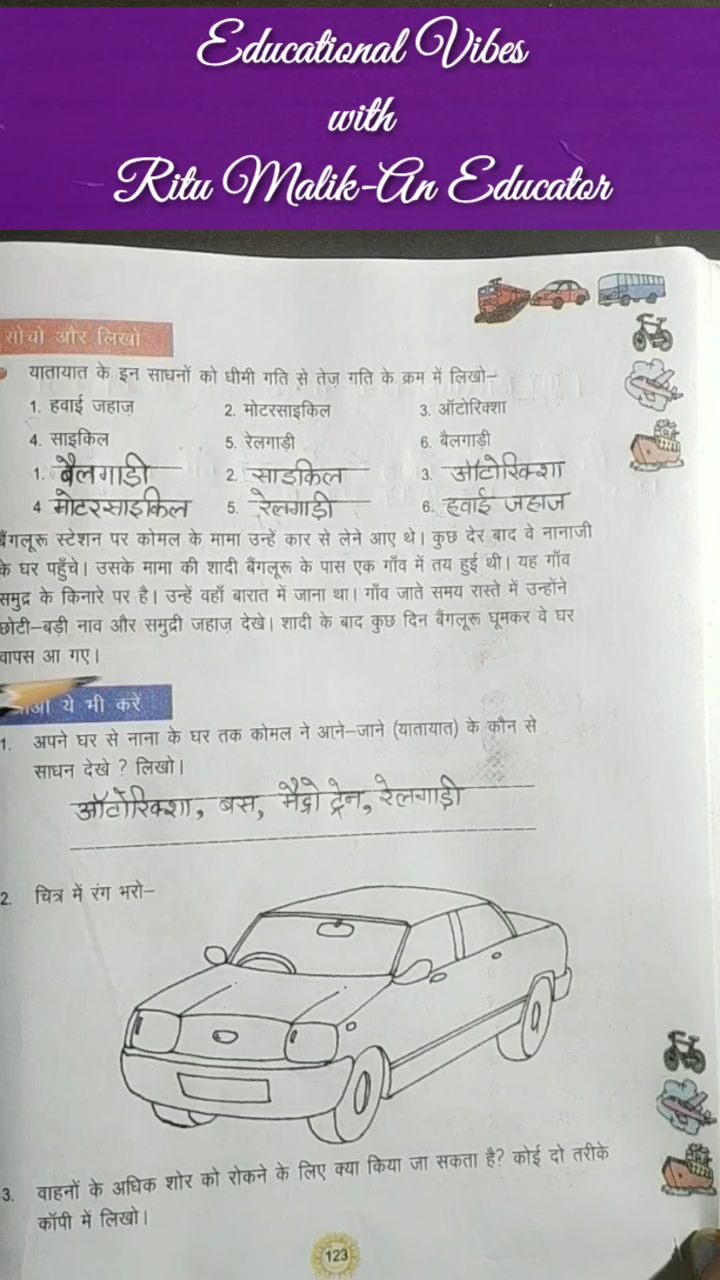 Educational Vibes
with
Ritu Malik-An Educator
सोचो और लिखो
यातायात के इन साधनों को धीमी गति से तेज़ गति के क्रम में लिखो–
1. हवाई जहाज़ 2. मोटरसाइकिल 3. ऑटोरिक्शा
4. साइकिल 5. रेलगाड़ी 6. बैलगाड़ी
1. बैलगाडी 2. साइकिल 3. ऑटोरिक्शा
4 मोटरसाइकिल 5. रेलगाड़ी 6. हवाई जहाज
बैंगलूरू स्टेशन पर कोमल के मामा उन्हें कार से लेने आए थे। कुछ देर बाद वे नानाजी
के घर पहुँचे। उसके मामा की शादी बैंगलूरू के पास एक गाँव में तय हुई थी। यह गाँव
समुद्र के किनारे पर है। उन्हें वहाँ बारात में जाना था। गाँव जाते समय रास्ते में उन्होंने
छोटी–बड़ी नाव और समुद्री जहाज़ देखे। शादी के बाद कुछ दिन बैंगलूरू घूमकर वे घर
वापस आ गए।
ये भी करें
1. अपने घर से नाना के घर तक कोमल ने आने–जाने (यातायात) के कौन से
साधन देखे ? लिखो।
ऑटोरिक्शा, बस, मैट्रो ट्रेन, रेलगाड़ी
2. चित्र में रंग भरो–
3. वाहनों के अधिक शोर को रोकने के लिए क्या किया जा सकता है? कोई दो तरीके
कॉपी में लिखो।
123